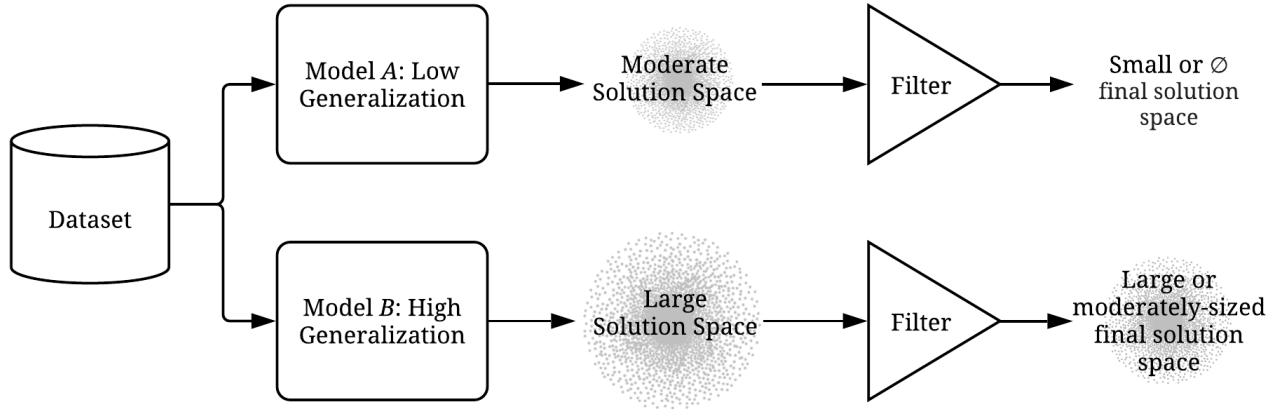 Dataset
Model A: Low
Generalization
Moderate
Solution Space
Filter
Small or ∅
final solution
space
Model B: High
Generalization
Large
Solution Space
Filter
Large or
moderately-sized
final solution
space